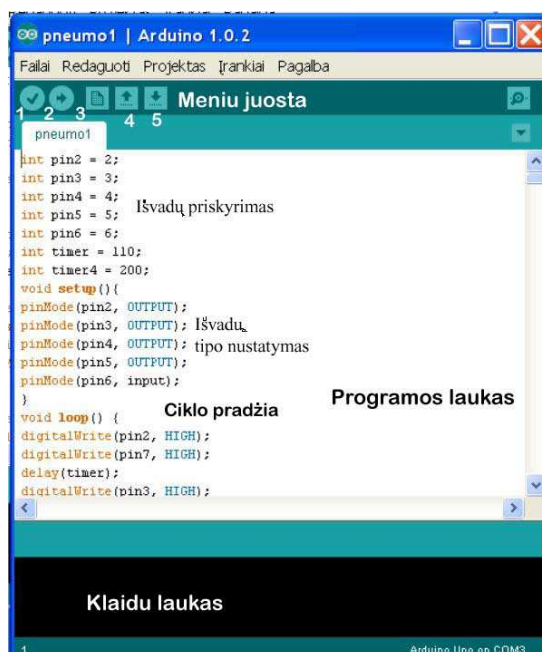 pneumo1 | Arduino 1.0.2
Failai Redaguoti Projektas Įrankiai Pagalba
Meniu juosta
1 2 3 4 5
pneumo1
int pin2 = 2;
int pin3 = 3;
int pin4 = 4;
int pin5 = 5;
int pin6 = 6;
Išvadų priskyrimas
int timer = 110;
int timer4 = 200;
void setup(){
pinMode(pin2, OUTPUT);
pinMode(pin3, OUTPUT); Išvadų
pinMode(pin4, OUTPUT); tipo nustatymas
pinMode(pin5, OUTPUT);
pinMode(pin6, input);
}
Programos laukas
void loop() { Ciklo pradžia
digitalWrite(pin2, HIGH);
digitalWrite(pin7, HIGH);
delay(timer);
digitalWrite(pin3, HIGH);
Klaidu laukas
1 Arduino Uno on COM3